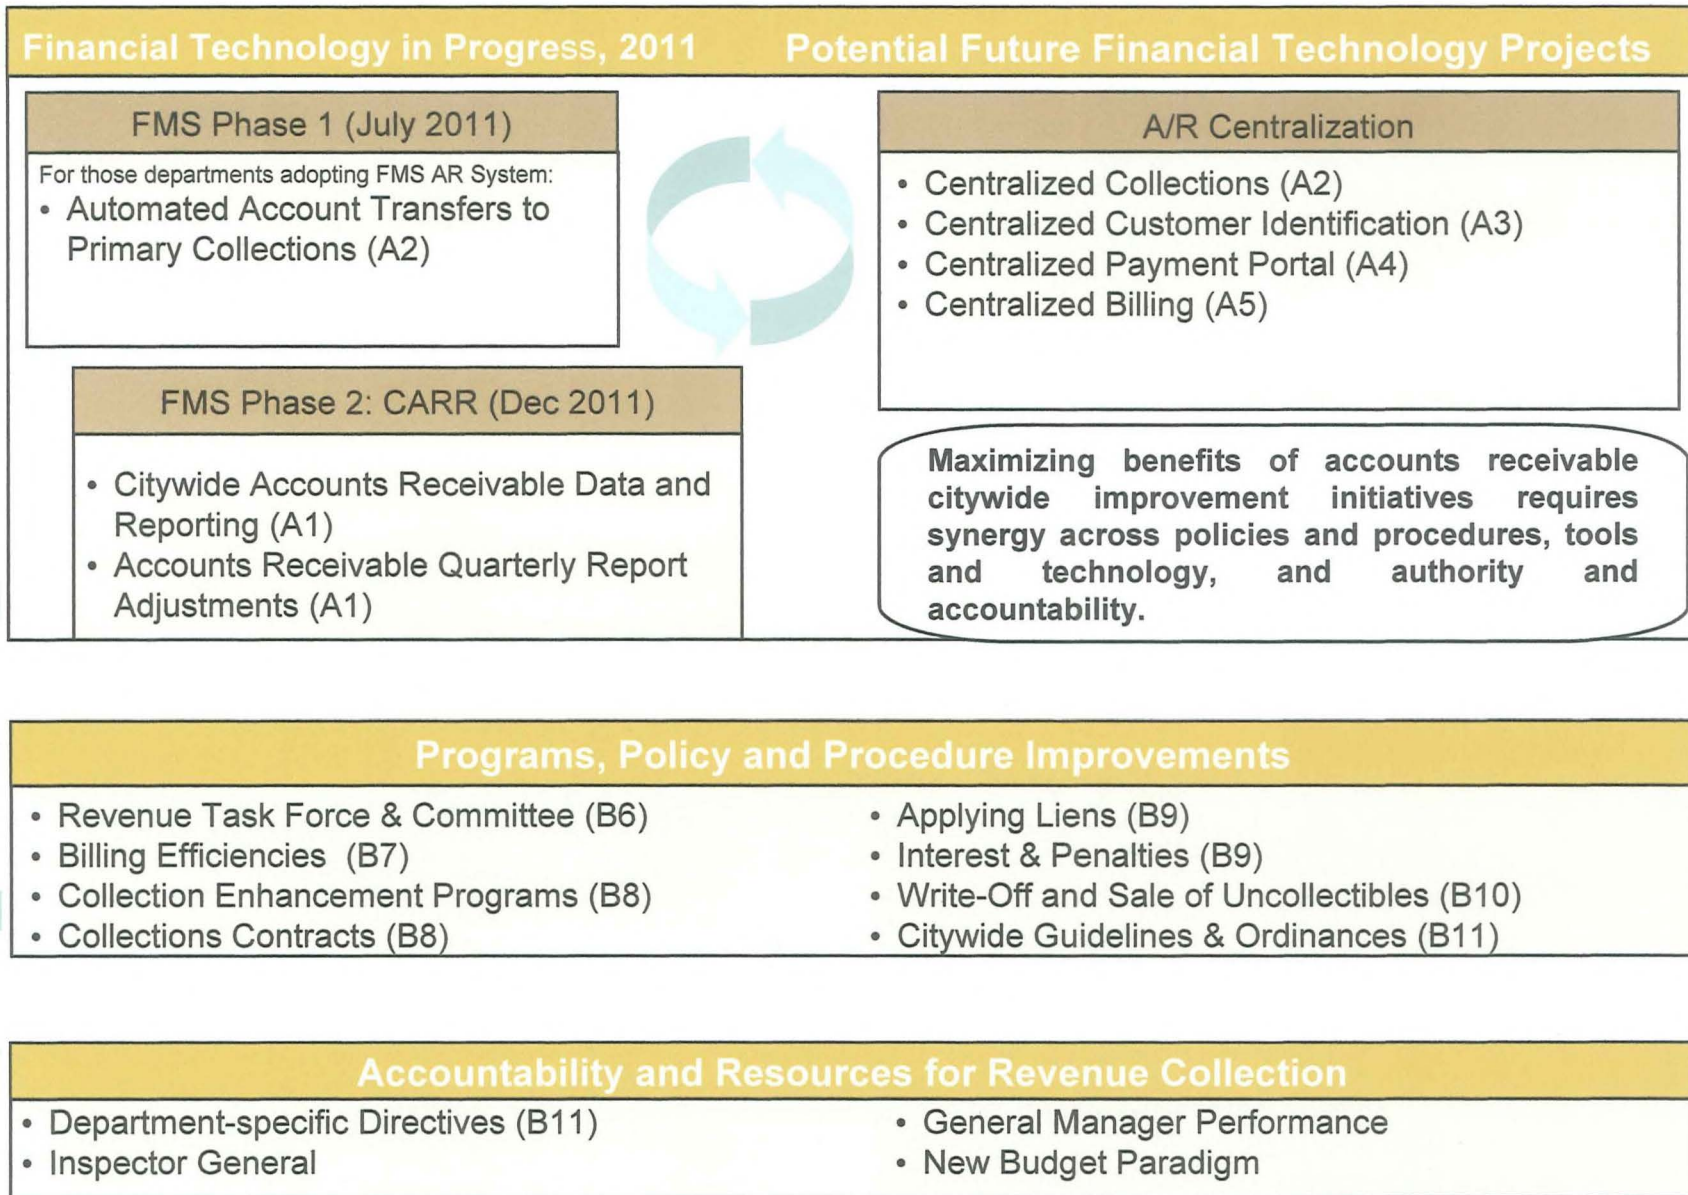 Financial Technology in Progress, 2011
Potential Future Financial Technology Projects
FMS Phase 1 (July 2011)
For those departments adopting FMS AR System:
• Automated Account Transfers to
Primary Collections (A2)
FMS Phase 2: CARR (Dec 2011)
• Citywide Accounts Receivable Data and
Reporting (A1)
• Accounts Receivable Quarterly Report
Adjustments (A1)
A/R Centralization
• Centralized Collections (A2)
• Centralized Customer Identification (A3)
• Centralized Payment Portal (A4)
• Centralized Billing (A5)
Maximizing benefits of accounts receivable
citywide improvement initiatives requires
synergy across policies and procedures, tools
and technology, and authority and
accountability.
Programs, Policy and Procedure Improvements
• Revenue Task Force & Committee (B6)
• Billing Efficiencies (B7)
• Collection Enhancement Programs (B8)
• Collections Contracts (B8)
• Applying Liens (B9)
• Interest & Penalties (B9)
• Write-Off and Sale of Uncollectibles (B10)
• Citywide Guidelines & Ordinances (B11)
Accountability and Resources for Revenue Collection
• Department-specific Directives (B11)
• Inspector General
• General Manager Performance
• New Budget Paradigm